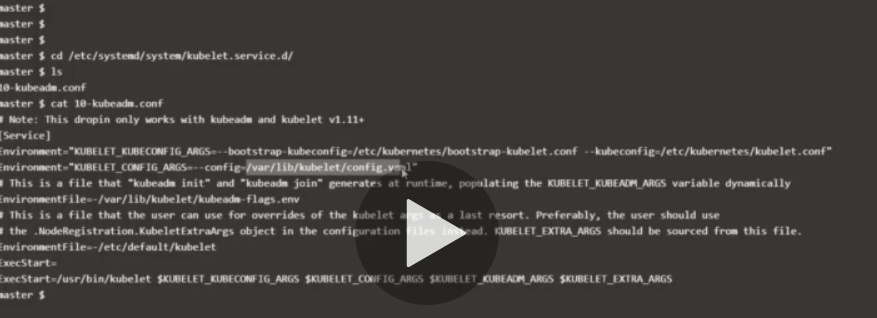 master $
master $
master $
master $ cd /etc/systemd/system/kubelet.service.d/
master $ ls
10-kubeadm.conf
master $ cat 10-kubeadm.conf
# Note: This dropin only works with kubeadm and kubelet v1.11+
[Service]
Environment="KUBELET_KUBECONFIG_ARGS=--bootstrap-kubeconfig=/etc/kubernetes/bootstrap-kubelet.conf --kubeconfig=/etc/kubernetes/kubelet.conf"
Environment="KUBELET_CONFIG_ARGS=--config=/var/lib/kubelet/config.yaml"
# This is a file that "kubeadm init" and "kubeadm join" generates at runtime, populating the KUBELET_KUBEADM_ARGS variable dynamically
EnvironmentFile=-/var/lib/kubelet/kubeadm-flags.env
# This is a file that the user can use for overrides of the kubelet args as a last resort. Preferably, the user should use
# the .NodeRegistration.KubeletExtraArgs object in the configuration files instead. KUBELET_EXTRA_ARGS should be sourced from this file.
EnvironmentFile=-/etc/default/kubelet
ExecStart=
ExecStart=/usr/bin/kubelet $KUBELET_KUBECONFIG_ARGS $KUBELET_CONFIG_ARGS $KUBELET_KUBEADM_ARGS $KUBELET_EXTRA_ARGS
master $